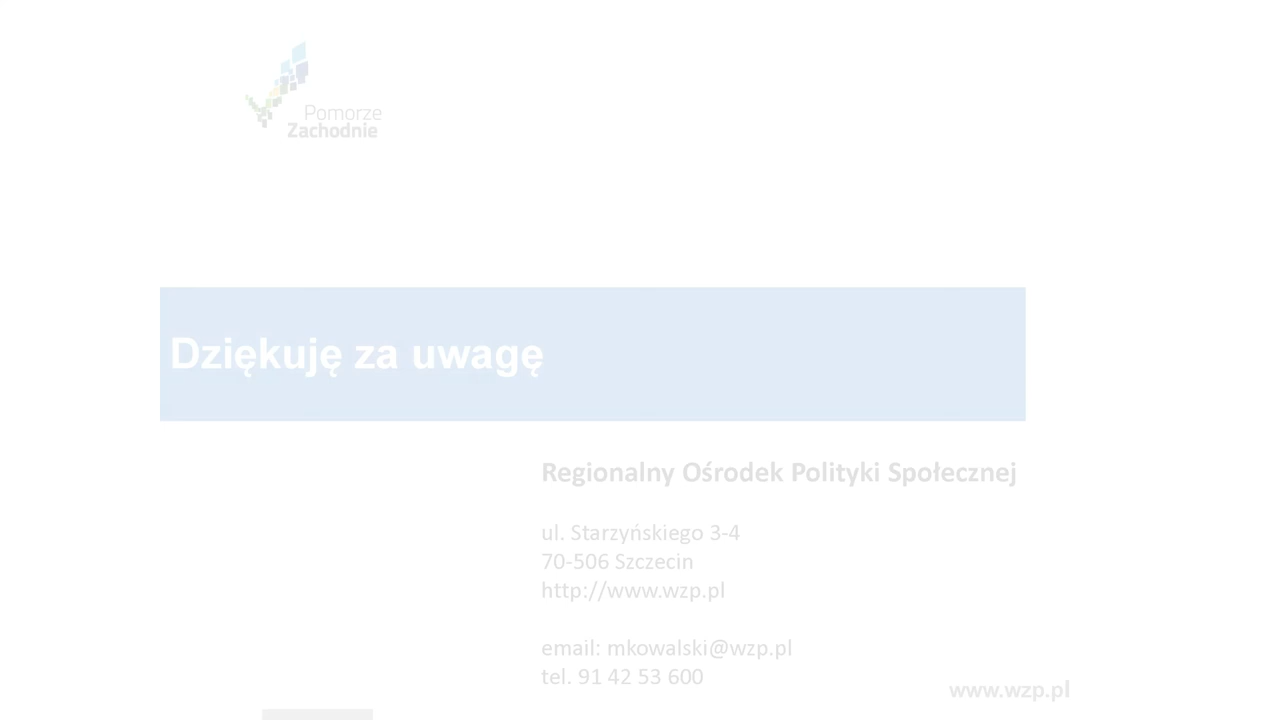 Pomorze
Zachodnie
Dziękuję za uwagę
Regionalny Ośrodek Polityki Społecznej
ul. Starzyńskiego 3-4
70-506 Szczecin
http://www.wzp.pl
email: mkowalski@wzp.pl
tel. 91 42 53 600
www.wzp.pl